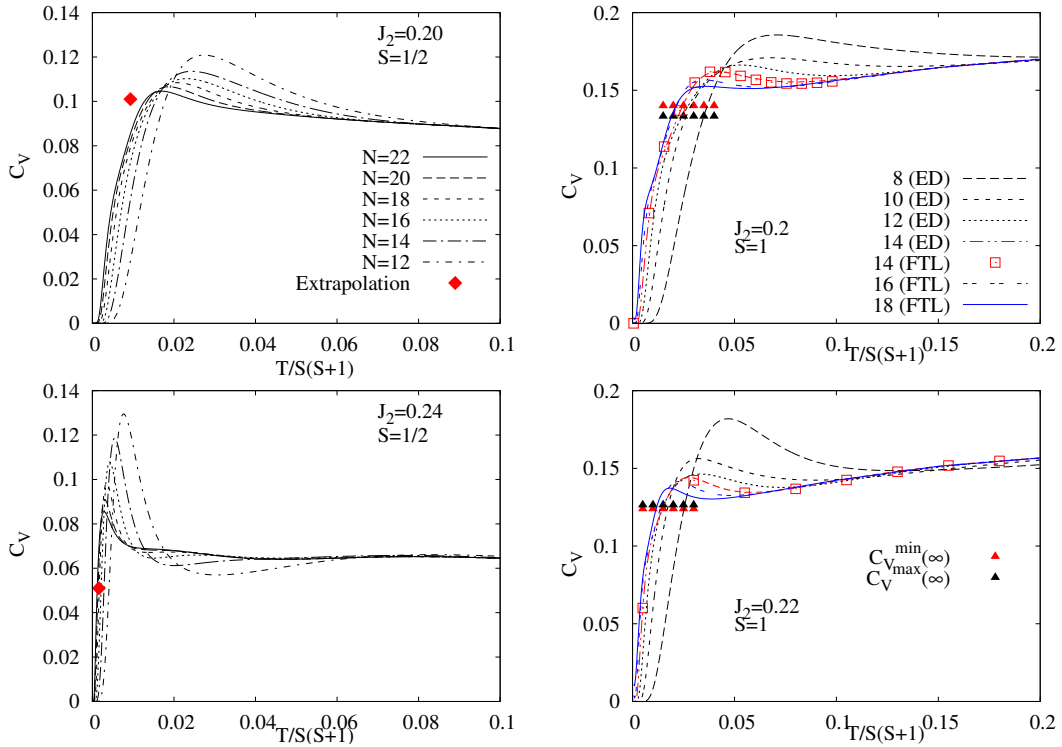 0.14
0.12
0.1
0.08
0.06
0.04
0.02
0
C_V
J_2=0.20
S=1/2
N=22
N=20
N=18
N=16
N=14
N=12
Extrapolation
0 0.02 0.04 0.06 0.08 0.1
T/S(S+1)
0.2
0.15
0.1
0.05
0
C_V
J_2=0.2
S=1
8 (ED)
10 (ED)
12 (ED)
14 (ED)
14 (FTL)
16 (FTL)
18 (FTL)
0 0.05 0.1 0.15 0.2
T/S(S+1)
0.14
0.12
0.1
0.08
0.06
0.04
0.02
0
C_V
J_2=0.24
S=1/2
0 0.02 0.04 0.06 0.08 0.1
T/S(S+1)
0.2
0.15
0.1
0.05
0
C_V
C_V^min(∞)
C_V^max(∞)
J_2=0.22
S=1
0 0.05 0.1 0.15 0.2
T/S(S+1)